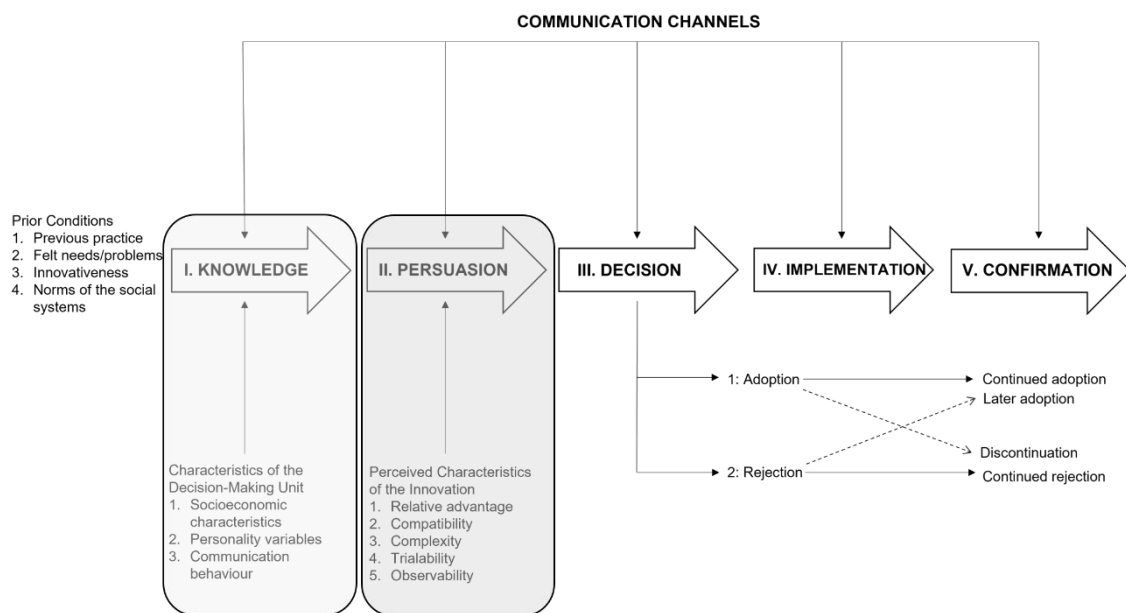 COMMUNICATION CHANNELS
Prior Conditions
1. Previous practice
2. Felt needs/problems
3. Innovativeness
4. Norms of the social
systems
I. KNOWLEDGE
II. PERSUASION
III. DECISION
IV. IMPLEMENTATION
V. CONFIRMATION
Characteristics of the
Decision-Making Unit
1. Socioeconomic
characteristics
2. Personality variables
3. Communication
behaviour
Perceived Characteristics
of the Innovation
1. Relative advantage
2. Compatibility
3. Complexity
4. Trialability
5. Observability
1: Adoption
2: Rejection
Continued adoption
Later adoption
Discontinuation
Continued rejection